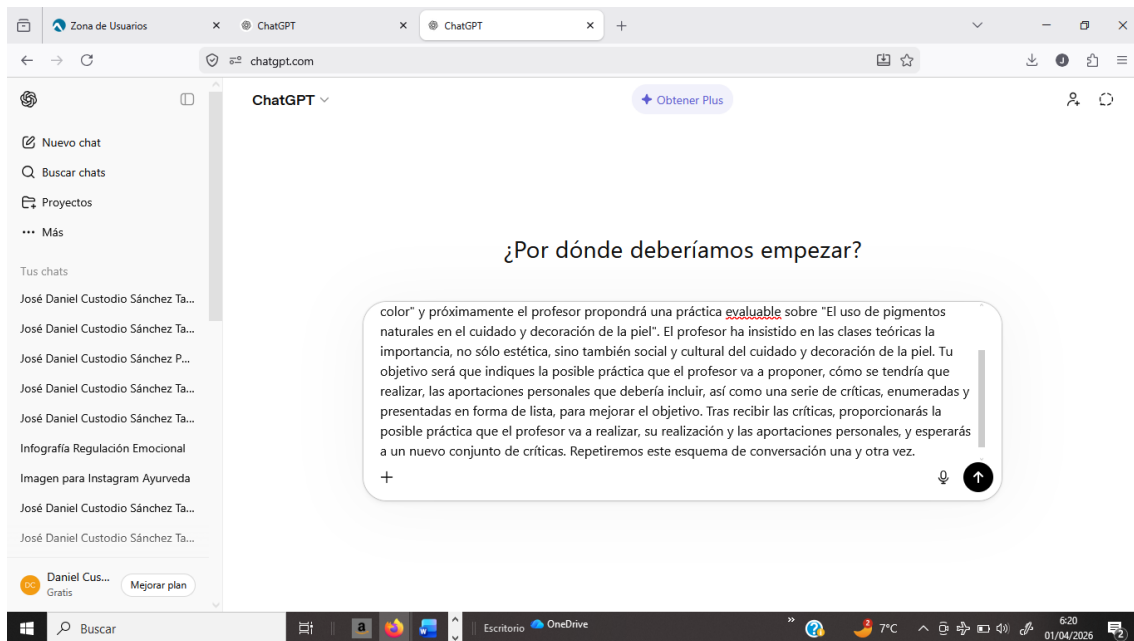 Zona de Usuarios
ChatGPT
ChatGPT
chatgpt.com
ChatGPT
Obtener Plus
Nuevo chat
Buscar chats
Proyectos
Más
Tus chats
José Daniel Custodio Sánchez Ta...
José Daniel Custodio Sánchez Ta...
José Daniel Custodio Sánchez P...
José Daniel Custodio Sánchez Ta...
José Daniel Custodio Sánchez Ta...
Infografía Regulación Emocional
Imagen para Instagram Ayurveda
José Daniel Custodio Sánchez Ta...
José Daniel Custodio Sánchez Ta...
DC
Daniel Cus...
Gratis
Mejorar plan
¿Por dónde deberíamos empezar?
color" y próximamente el profesor propondrá una práctica evaluable sobre "El uso de pigmentos
naturales en el cuidado y decoración de la piel". El profesor ha insistido en las clases teóricas la
importancia, no sólo estética, sino también social y cultural del cuidado y decoración de la piel. Tu
objetivo será que indiques la posible práctica que el profesor va a proponer, cómo se tendría que
realizar, las aportaciones personales que debería incluir, así como una serie de críticas, enumeradas y
presentadas en forma de lista, para mejorar el objetivo. Tras recibir las críticas, proporcionarás la
posible práctica que el profesor va a realizar, su realización y las aportaciones personales, y esperarás
a un nuevo conjunto de críticas. Repetiremos este esquema de conversación una y otra vez.
Buscar
Escritorio
OneDrive
7°C
6:20
01/04/2026
2